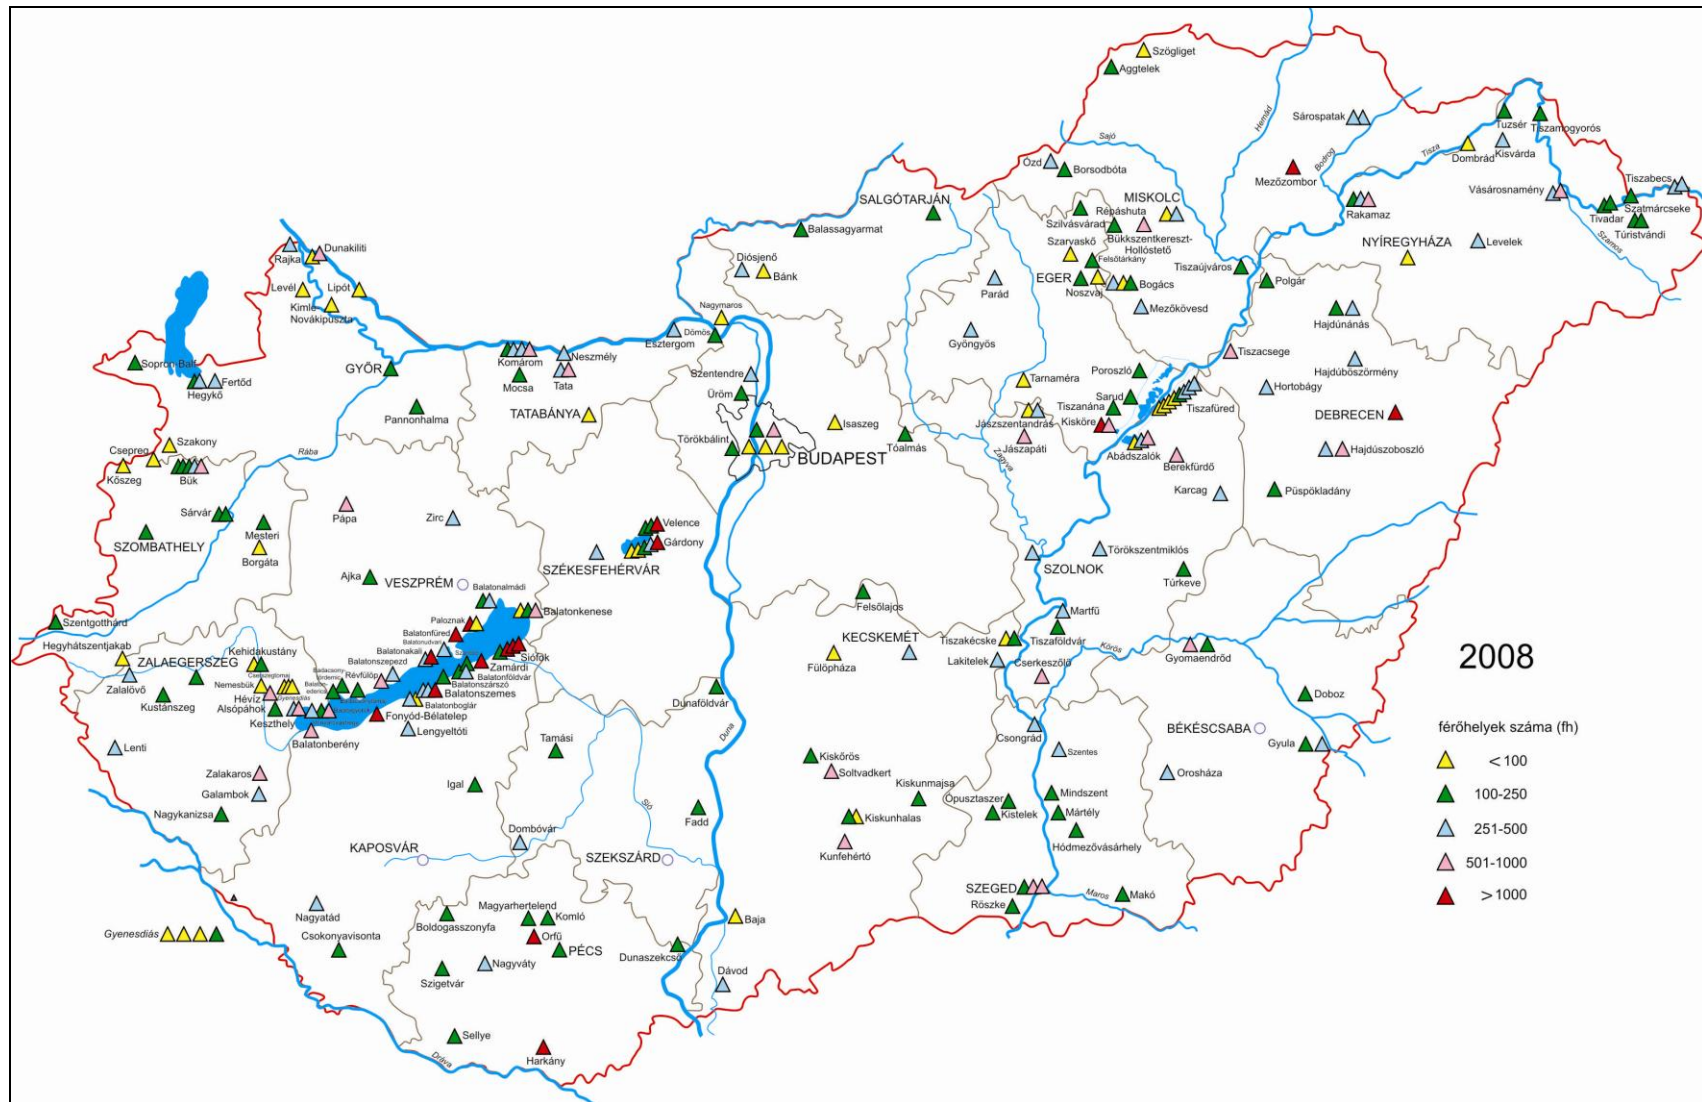 Szögliget
Aggtelek
Hernád
Sárospatak
Tuzsér
Tiszamogyorós
Sajó
Bodrog
Tisza
Dombrád
Kisvárda
Ózd
Borsodbóta
Mezőzombor
Tiszabecs
Vásárosnamény
SALGÓTARJÁN
MISKOLC
Szilvásvárad
Répáshuta
Rakamaz
Tivadar
Szatmárcseke
Túristvándi
Balassagyarmat
Bükkszentkereszt-
Hollóstető
NYÍREGYHÁZA
Levelek
Szamos
Dunakiliti
Rajka
Diósjenő
Bánk
Szarvaskő
Felsőtárkány
Tiszaújváros
EGER
Noszvaj
Bogács
Parád
Polgár
Levél
Lipót
Kimle
Novákpuszta
Nagymaros
Mezőkövesd
Hajdúnánás
Esztergom
Dömös
Gyöngyös
Sopron-Balf
GYŐR
Komárom
Neszmély
Tiszacsege
Hajdúböszörmény
Fertőd
Hegykő
Mocsa
Tata
Szentendre
Üröm
Tarnaméra
Poroszló
Hortobágy
Pannonhalma
TATABÁNYA
Sarud
Tiszanána
Tiszafüred
DEBRECEN
Isaszeg
Jászszentandrás
Kisköre
Törökbálint
BUDAPEST
Tóalmás
Jászapáti
Abádszalók
Berekfürdő
Hajdúszoboszló
Szakony
Csepreg
Kőszeg
Bük
Rába
Zagyva
Karcag
Püspökladány
Sárvár
Pápa
Zirc
Velence
Gárdony
SZOMBATHELY
Mesteri
Borgáta
SZÉKESFEHÉRVÁR
SZOLNOK
Törökszentmiklós
Túrkeve
Ajka
VESZPRÉM
Balatonalmádi
Felsőlajos
Balatonkenese
Martfű
Szentgotthárd
Paloznak
Balatonfüred
Balatonudvari
KECSKEMÉT
Tiszakécske
Tiszaföldvár
Körös
2008
Hegyhátszentjakab
ZALAEGERSZEG
Kehidakustány
Balatonakali
Balatonszepezd
Siófok
Zamárdi
Fülöpháza
Lakitelek
Cserkeszőlő
Gyomaendrőd
Zalalövő
Nemesbük
Révfülöp
Balatonföldvár
Balatonszárszó
Balatonszemes
Kustánszeg
Hévíz
Alsópáhok
Keszthely
Balatonboglár
Fonyód-Bélatelep
Lengyeltóti
Balatonberény
Dunaföldvár
Duna
Doboz
BÉKÉSCSABA
Gyula
férőhelyek száma (fh)
Lenti
Tamási
Csongrád
Szentes
< 100
Zalakaros
Galambok
Kiskőrös
Soltvadkert
Orosháza
Igal
Sió
Kiskunmajsa
Ópusztaszer
Kistelek
Mindszent
Mártély
100-250
Nagykanizsa
Fadd
Kiskunhalas
251-500
Dombóvár
Kunfehértó
Hódmezővásárhely
KAPOSVÁR
SZEKSZÁRD
501-1000
SZEGED
Maros
Makó
> 1000
Röszke
Nagyatád
Magyarhertelend
Komló
Boldogasszonyfa
Baja
Gyenesdiás
Csokonyavisonta
Orfű
PÉCS
Dunaszekcső
Nagyváty
Szigetvár
Dávod
Sellye
Dráva
Harkány